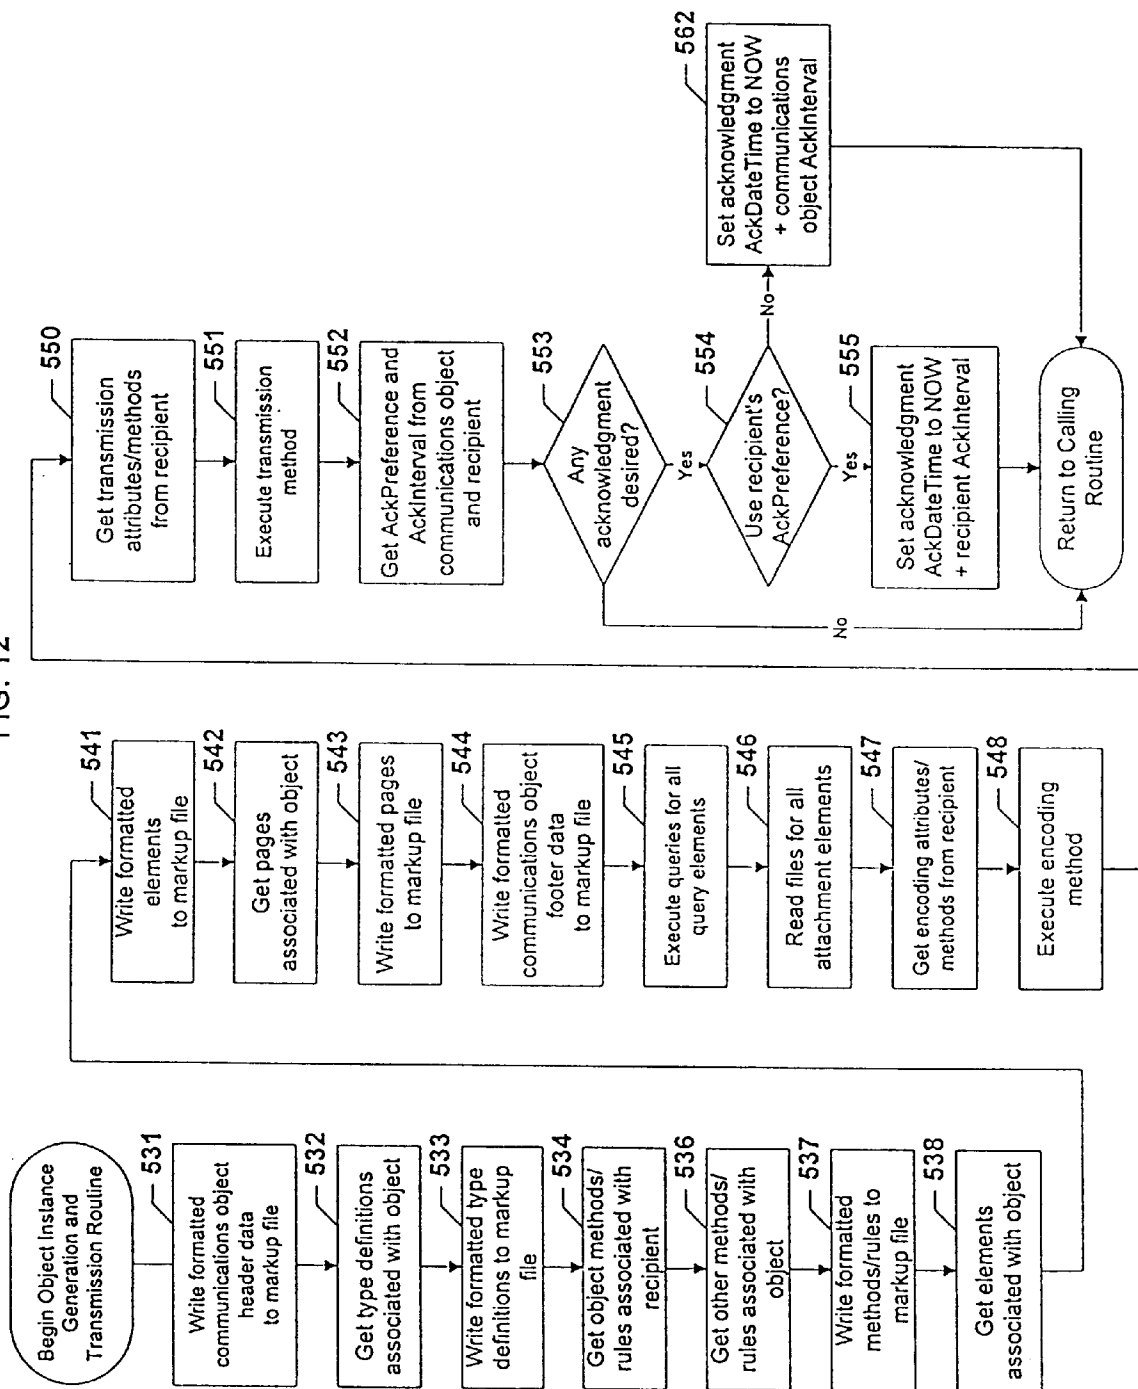 FIG. 12
Begin Object Instance
Generation and
Transmission Routine
531
Write formatted
communications object
header data
to markup file
532
Get type definitions
associated with object
533
Write formatted type
definitions to markup
file
534
Get object methods/
rules associated with
recipient
536
Get other methods/
rules associated with
object
537
Write formatted
methods/rules to
markup file
538
Get elements
associated with object
541
Write formatted
elements
to markup file
542
Get pages
associated with object
543
Write formatted pages
to markup file
544
Write formatted
communications object
footer data
to markup file
545
Execute queries for all
query elements
546
Read files for all
attachment elements
547
Get encoding attributes/
methods from recipient
548
Execute encoding
method
550
Get transmission
attributes/methods
from recipient
551
Execute transmission
method
552
Get AckPreference and
AckInterval from
communications object
and recipient
553
Any
acknowledgment
desired?
No
Yes
554
Use recipient's
AckPreference?
No
Yes
555
Set acknowledgment
AckDateTime to NOW
+ recipient AckInterval
562
Set acknowledgment
AckDateTime to NOW
+ communications
object AckInterval
Return to Calling
Routine